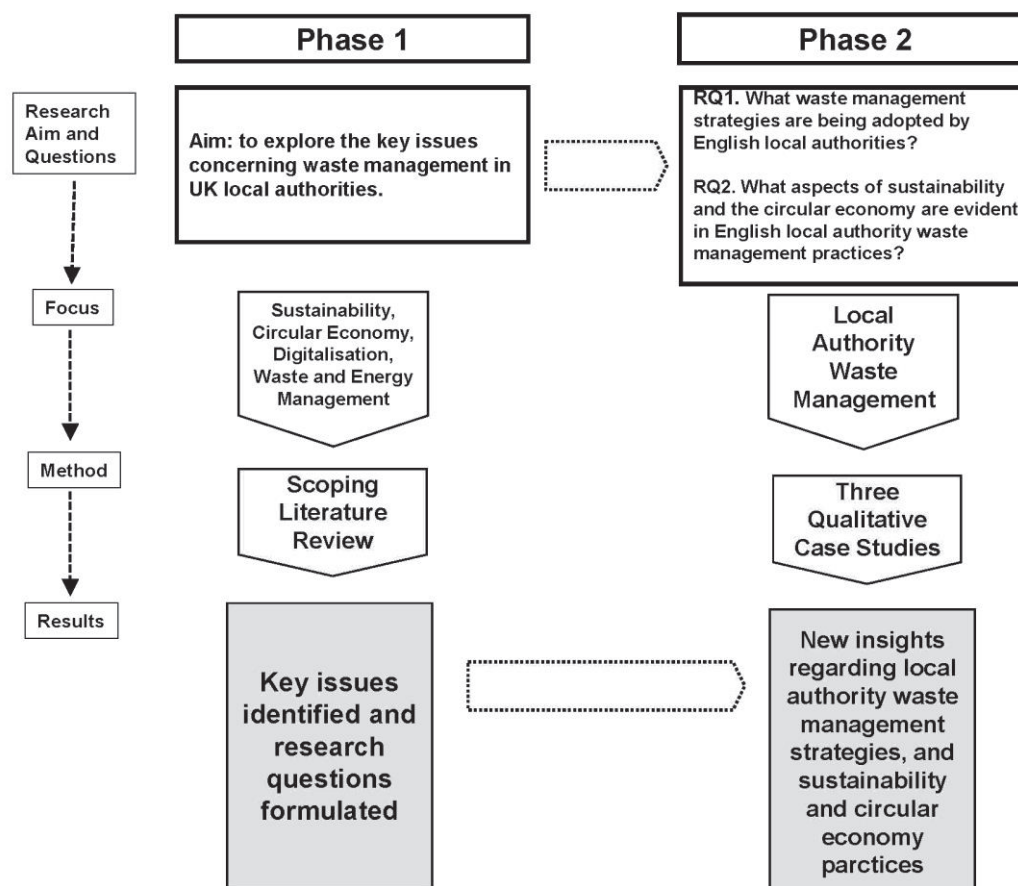 Phase 1
Phase 2
Research
Aim and
Questions
Aim: to explore the key issues
concerning waste management in
UK local authorities.
RQ1. What waste management
strategies are being adopted by
English local authorities?
RQ2. What aspects of sustainability
and the circular economy are evident
in English local authority waste
management practices?
Focus
Sustainability,
Circular Economy,
Digitalisation,
Waste and Energy
Management
Local
Authority
Waste
Management
Method
Scoping
Literature
Review
Three
Qualitative
Case Studies
Results
Key issues
identified and
research
questions
formulated
New insights
regarding local
authority waste
management
strategies, and
sustainability
and circular
economy
parctices